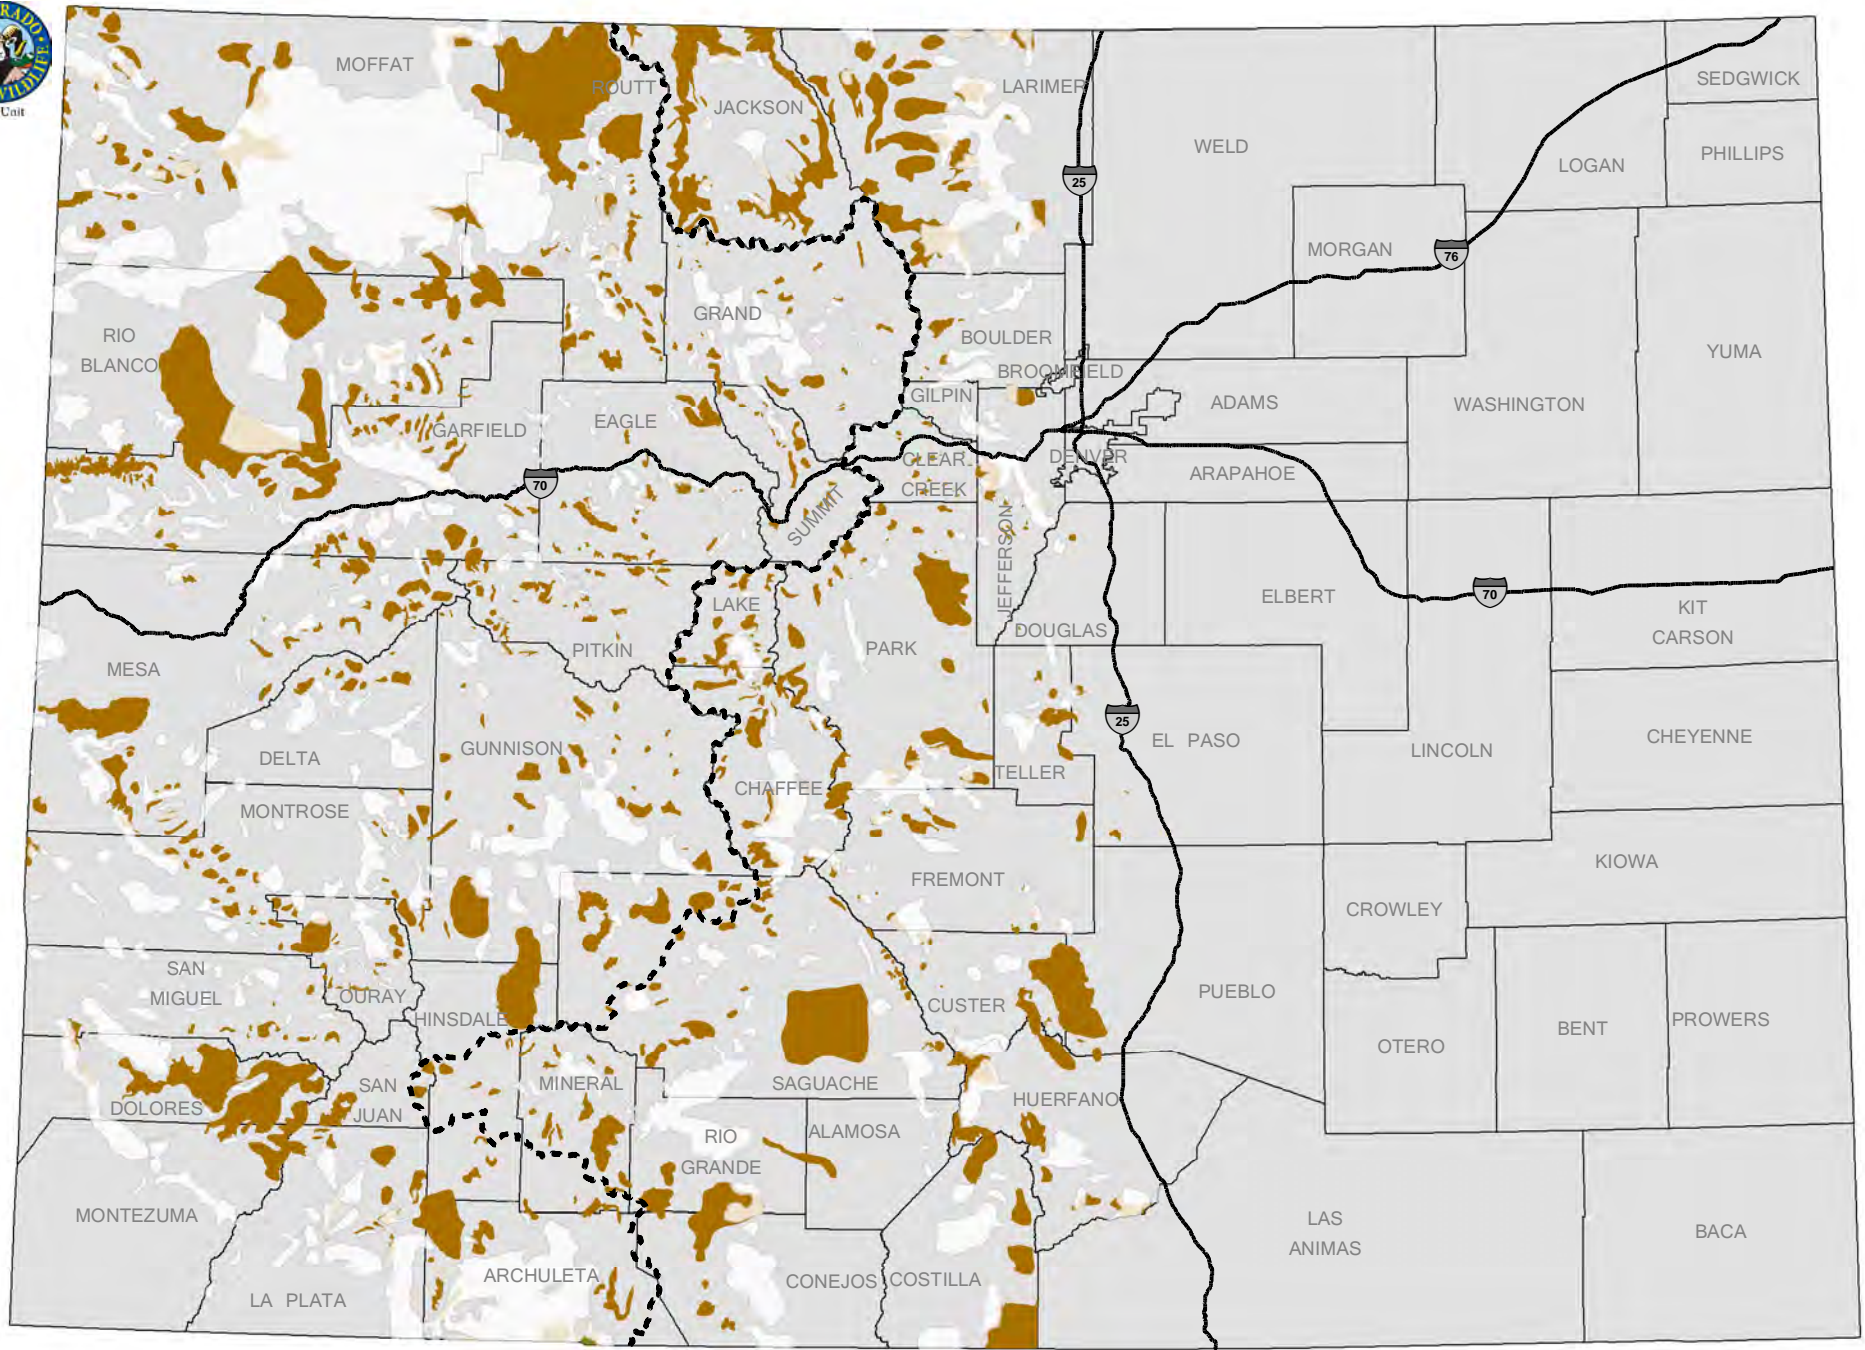 RADO
WILDLIFE
Unit
MOFFAT
ROUTT
JACKSON
LARIMER
WELD
SEDGWICK
LOGAN
PHILLIPS
25
MORGAN
76
RIO
BLANCO
GRAND
BOULDER
BROOMFIELD
YUMA
GILPIN
ADAMS
WASHINGTON
EAGLE
GARFIELD
CLEAR
CREEK
DENVER
ARAPAHOE
70
SUMMIT
JEFFERSON
LAKE
ELBERT
70
KIT
CARSON
DOUGLAS
PITKIN
PARK
MESA
25
EL PASO
DELTA
GUNNISON
TELLER
LINCOLN
CHEYENNE
CHAFFEE
MONTROSE
FREMONT
KIOWA
CROWLEY
SAN
MIGUEL
OURAY
HINSDALE
CUSTER
PUEBLO
BENT
PROWERS
OTERO
SAN
JUAN
MINERAL
SAGUACHE
DOLORES
HUERFANO
RIO
GRANDE
ALAMOSA
MONTEZUMA
LAS
ANIMAS
BACA
ARCHULETA
CONEJOS
COSTILLA
LA PLATA